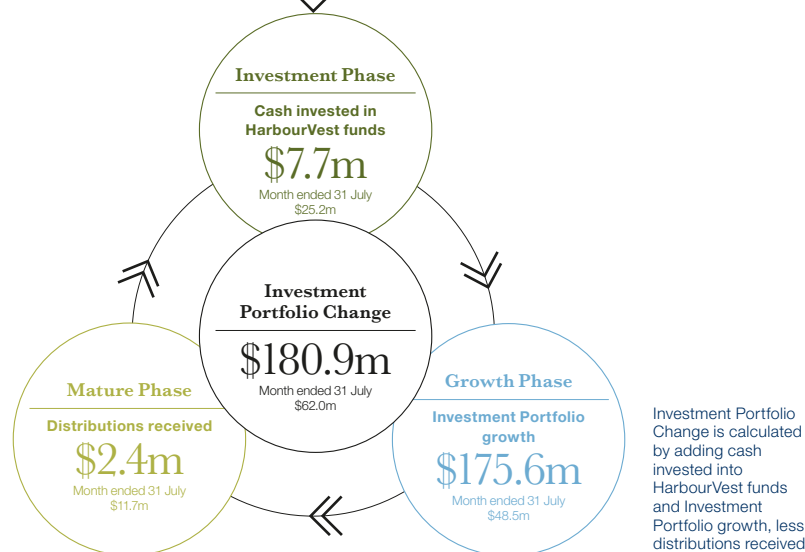 Investment Phase
Cash invested in
HarbourVest funds
$7.7m
Month ended 31 July
$25.2m
Investment
Portfolio Change
$180.9m
Month ended 31 July
$62.0m
Mature Phase
Distributions received
$2.4m
Month ended 31 July
$11.7m
Growth Phase
Investment Portfolio
growth
$175.6m
Month ended 31 July
$48.5m
Investment Portfolio
Change is calculated
by adding cash
invested into
HarbourVest funds
and Investment
Portfolio growth, less
distributions received